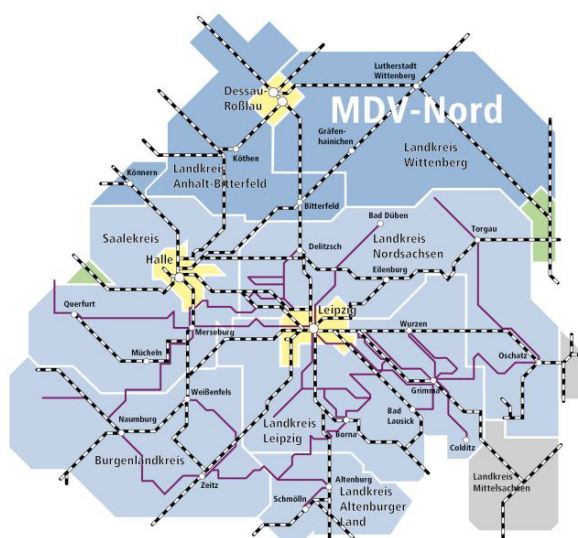 Lutherstadt
Wittenberg
Dessau-
Roßlau
MDV-Nord
Gräfen-
hainichen
Landkreis
Wittenberg
Köthen
Landkreis
Anhalt-Bitterfeld
Könnern
Bitterfeld
Bad Düben
Saalekreis
Landkreis
Nordsachsen
Torgau
Delitzsch
Halle
Eilenburg
Querfurt
Leipzig
Merseburg
Wurzen
Mücheln
Oschatz
Grimma
Weißenfels
Bad
Lausick
Naumburg
Landkreis
Leipzig
Borna
Colditz
Burgenlandkreis
Zeitz
Altenburg
Landkreis
Mittelsachsen
Schmölln
Landkreis
Altenburger
Land